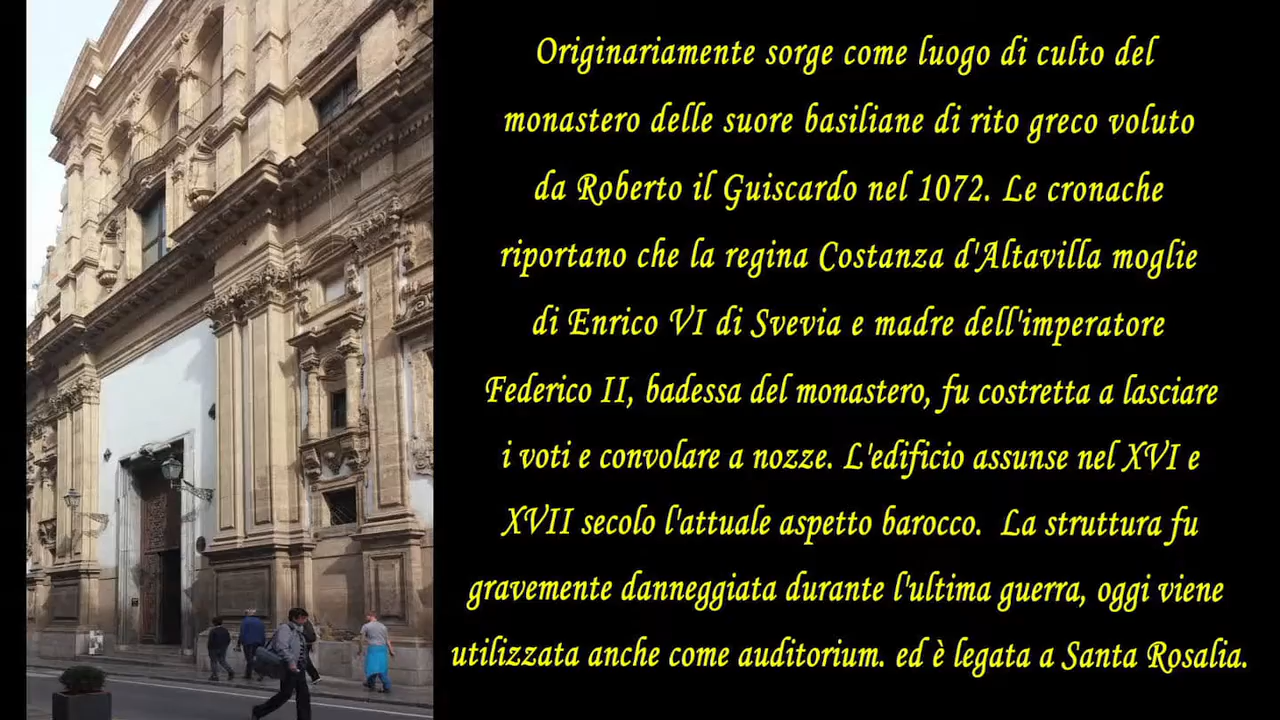 Originariamente sorge come luogo di culto del
monastero delle suore basiliane di rito greco voluto
da Roberto il Guiscardo nel 1072. Le cronache
riportano che la regina Costanza d'Altavilla moglie
di Enrico VI di Svevia e madre dell'imperatore
Federico II, badessa del monastero, fu costretta a lasciare
i voti e convolare a nozze. L'edificio assunse nel XVI e
XVII secolo l'attuale aspetto barocco. La struttura fu
gravemente danneggiata durante l'ultima guerra, oggi viene
utilizzata anche come auditorium. ed è legata a Santa Rosalia.